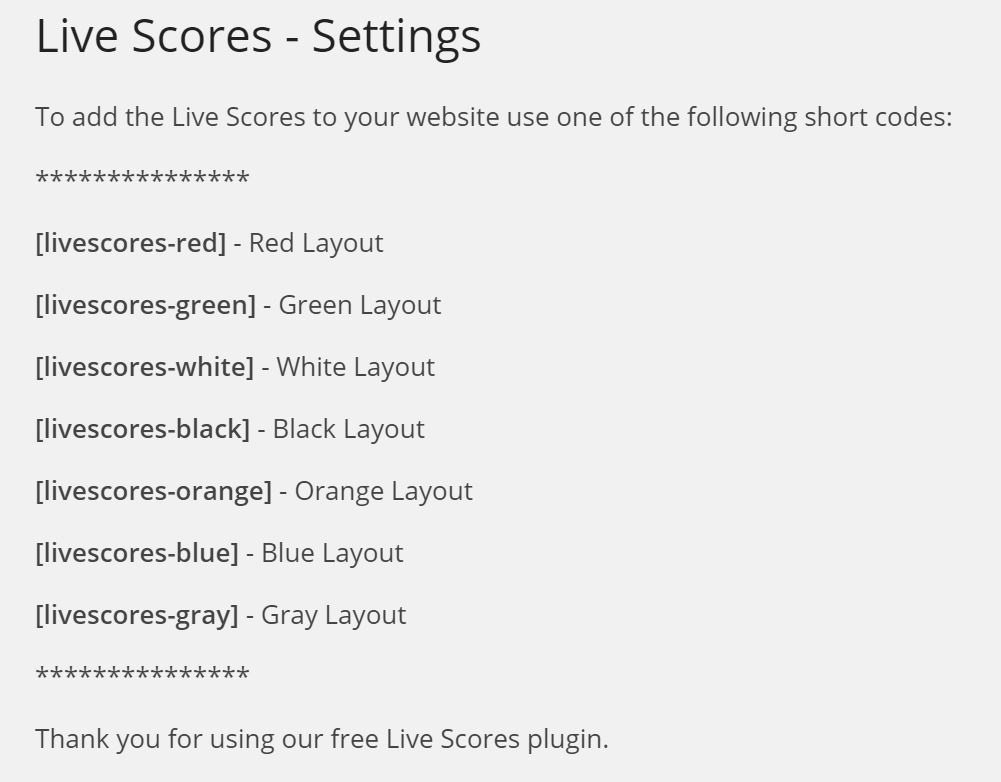 Live Scores - Settings
To add the Live Scores to your website use one of the following short codes:
***************
[livescores-red] - Red Layout
[livescores-green] - Green Layout
[livescores-white] - White Layout
[livescores-black] - Black Layout
[livescores-orange] - Orange Layout
[livescores-blue] - Blue Layout
[livescores-gray] - Gray Layout
***************
Thank you for using our free Live Scores plugin.